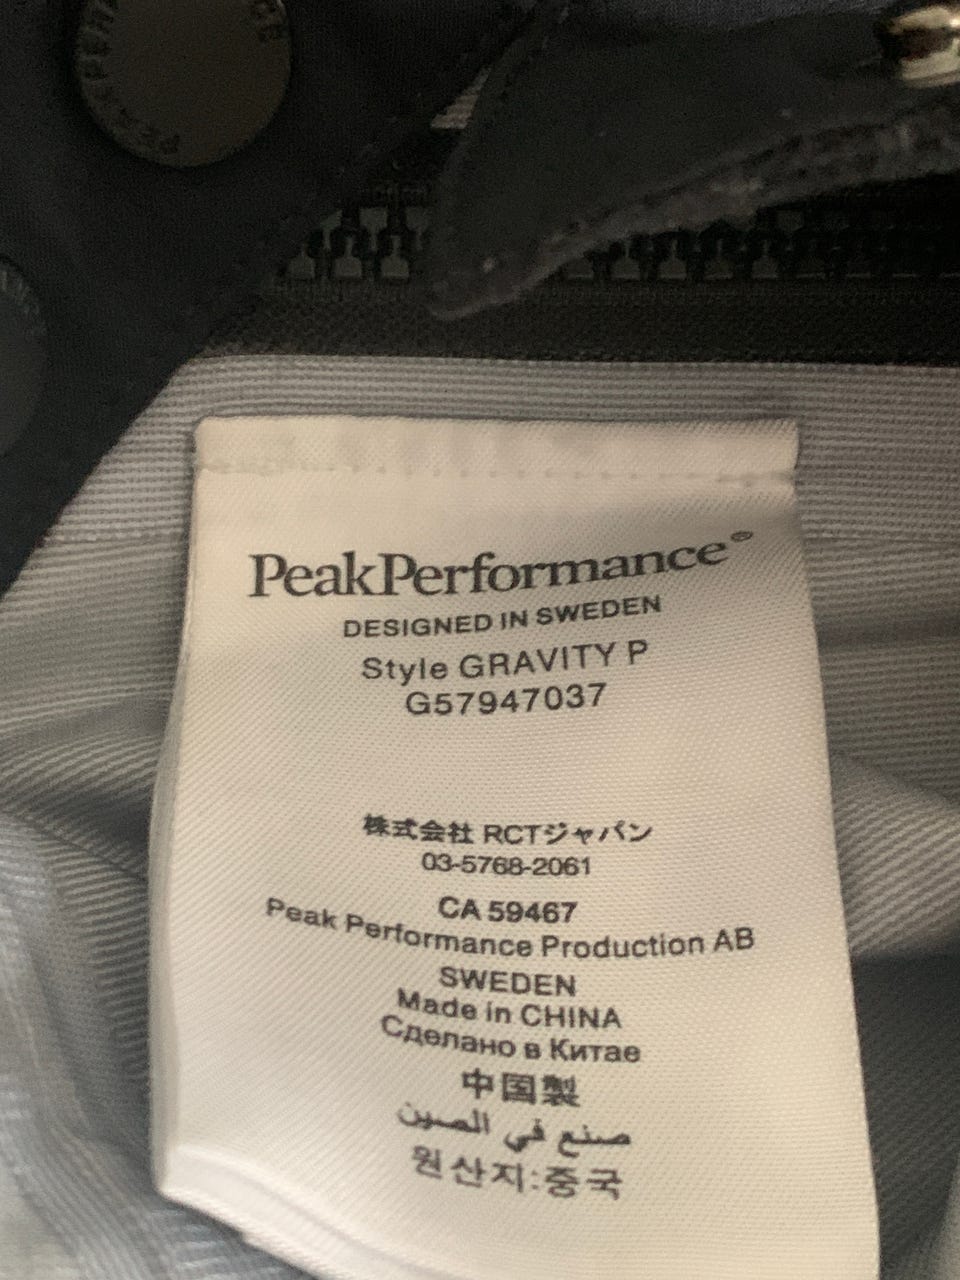 PeakPerformance®
DESIGNED IN SWEDEN
Style GRAVITY P
G57947037
株式会社 RCTジャパン
03-5768-2061
CA 59467
Peak Performance Production AB
SWEDEN
Made in CHINA
Сделано в Китае
中国製
صنع في الصين
원산지:중국